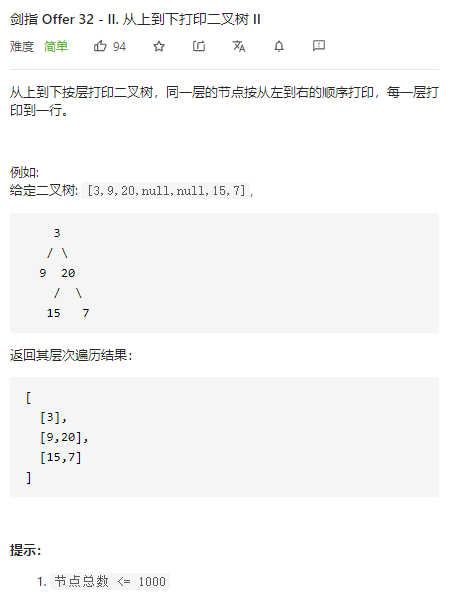 剑指 Offer 32 - II. 从上到下打印二叉树 II
难度 简单 94
从上到下按层打印二叉树，同一层的节点按从左到右的顺序打印，每一层打
印到一行。
例如:
给定二叉树: [3,9,20,null,null,15,7],
3
/ \
9 20
/ \
15 7
返回其层次遍历结果：
[
[3],
[9,20],
[15,7]
]
提示：
1. 节点总数 <= 1000